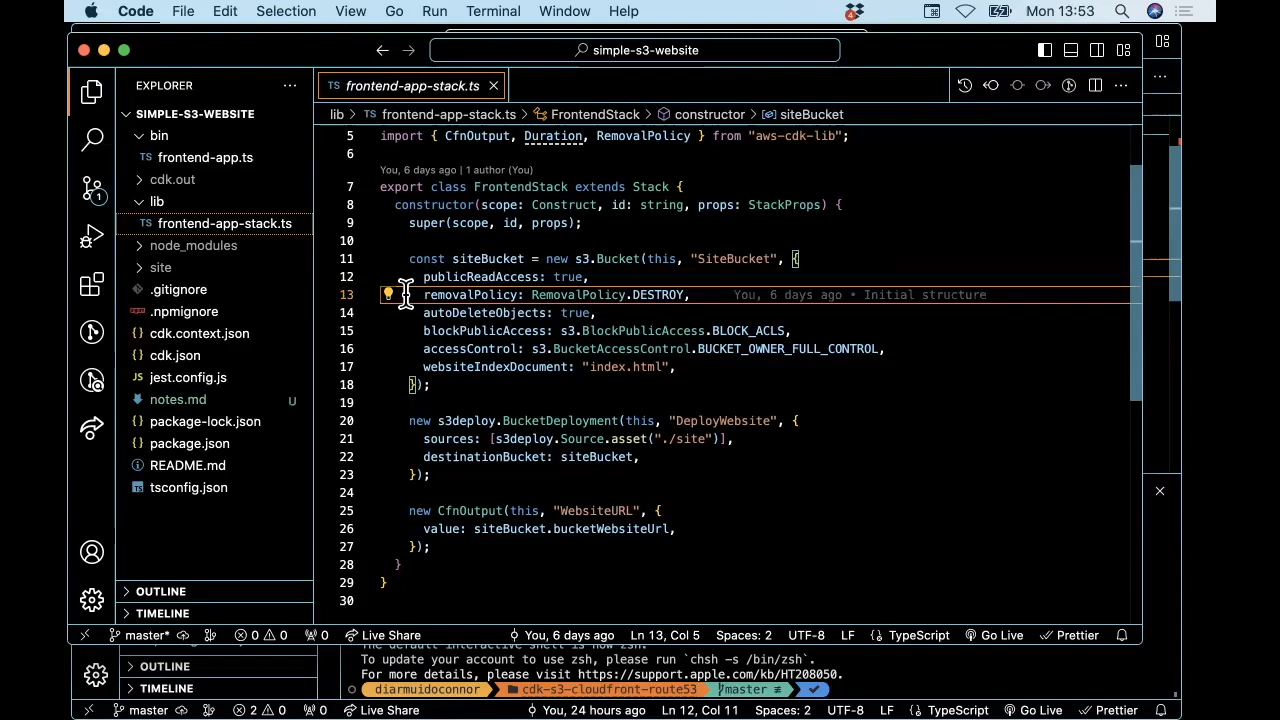 Code File Edit Selection View Go Run Terminal Window Help 4 Mon 13:53
simple-s3-website
EXPLORER
SIMPLE-S3-WEBSITE
bin
TS frontend-app.ts
cdk.out
lib
TS frontend-app-stack.ts
node_modules
site
.gitignore
.npmignore
{} cdk.context.json
{} cdk.json
JS jest.config.js
notes.md U
{} package-lock.json
{} package.json
README.md
TS tsconfig.json
OUTLINE
TIMELINE
1
TS frontend-app-stack.ts
lib > TS frontend-app-stack.ts > FrontendStack > constructor > siteBucket
5 import { CfnOutput, Duration, RemovalPolicy } from "aws-cdk-lib";
6
You, 6 days ago | 1 author (You)
7 export class FrontendStack extends Stack {
8 constructor(scope: Construct, id: string, props: StackProps) {
9 super(scope, id, props);
10
11 const siteBucket = new s3.Bucket(this, "SiteBucket", {
12 publicReadAccess: true,
13 removalPolicy: RemovalPolicy.DESTROY, You, 6 days ago • Initial structure
14 autoDeleteObjects: true,
15 blockPublicAccess: s3.BlockPublicAccess.BLOCK_ACLS,
16 accessControl: s3.BucketAccessControl.BUCKET_OWNER_FULL_CONTROL,
17 websiteIndexDocument: "index.html",
18 });
19
20 new s3deploy.BucketDeployment(this, "DeployWebsite", {
21 sources: [s3deploy.Source.asset("./site")],
22 destinationBucket: siteBucket,
23 });
24
25 new CfnOutput(this, "WebsiteURL", {
26 value: siteBucket.bucketWebsiteUrl,
27 });
28 }
29 }
30
master* 0 0 0 Live Share You, 6 days ago Ln 13, Col 5 Spaces: 2 UTF-8 LF {} TypeScript Go Live Prettier
The default interactive shell is now zsh.
To update your account to use zsh, please run `chsh -s /bin/zsh`.
For more details, please visit https://support.apple.com/kb/HT208050.
diarmuidoconnor cdk-s3-cloudfront-route53 master ≢ ✓
OUTLINE
TIMELINE
master 2 0 0 Live Share You, 24 hours ago Ln 12, Col 11 Spaces: 2 UTF-8 LF {} TypeScript Go Live Prettier